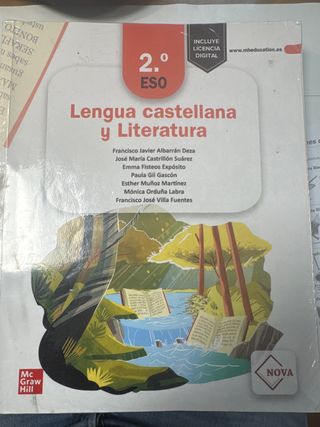 2.º
ESO
INCLUYE
LICENCIA
DIGITAL
www.mheducation.es
Lengua castellana
y Literatura
Francisco Javier Albarrán Deza
José María Castrillón Suárez
Emma Fisteos Expósito
Paula Gil Gascón
Esther Muñoz Martínez
Mónica Orduña Labra
Francisco José Villa Fuentes
Mc
Graw
Hill
NOVA